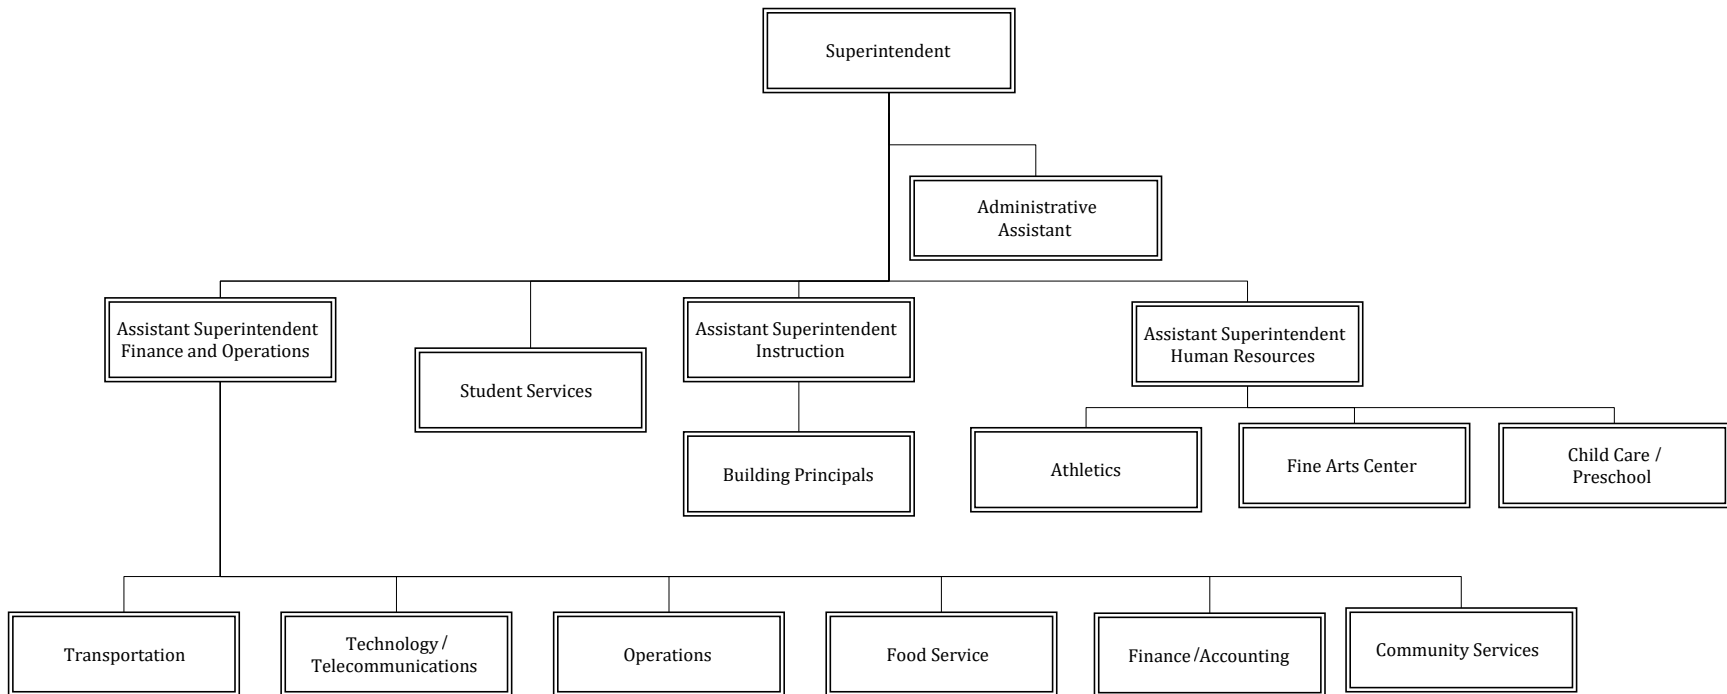 Superintendent
Administrative
Assistant
Assistant Superintendent
Finance and Operations
Student Services
Assistant Superintendent
Instruction
Assistant Superintendent
Human Resources
Building Principals
Athletics
Fine Arts Center
Child Care /
Preschool
Transportation
Technology /
Telecommunications
Operations
Food Service
Finance /Accounting
Community Services